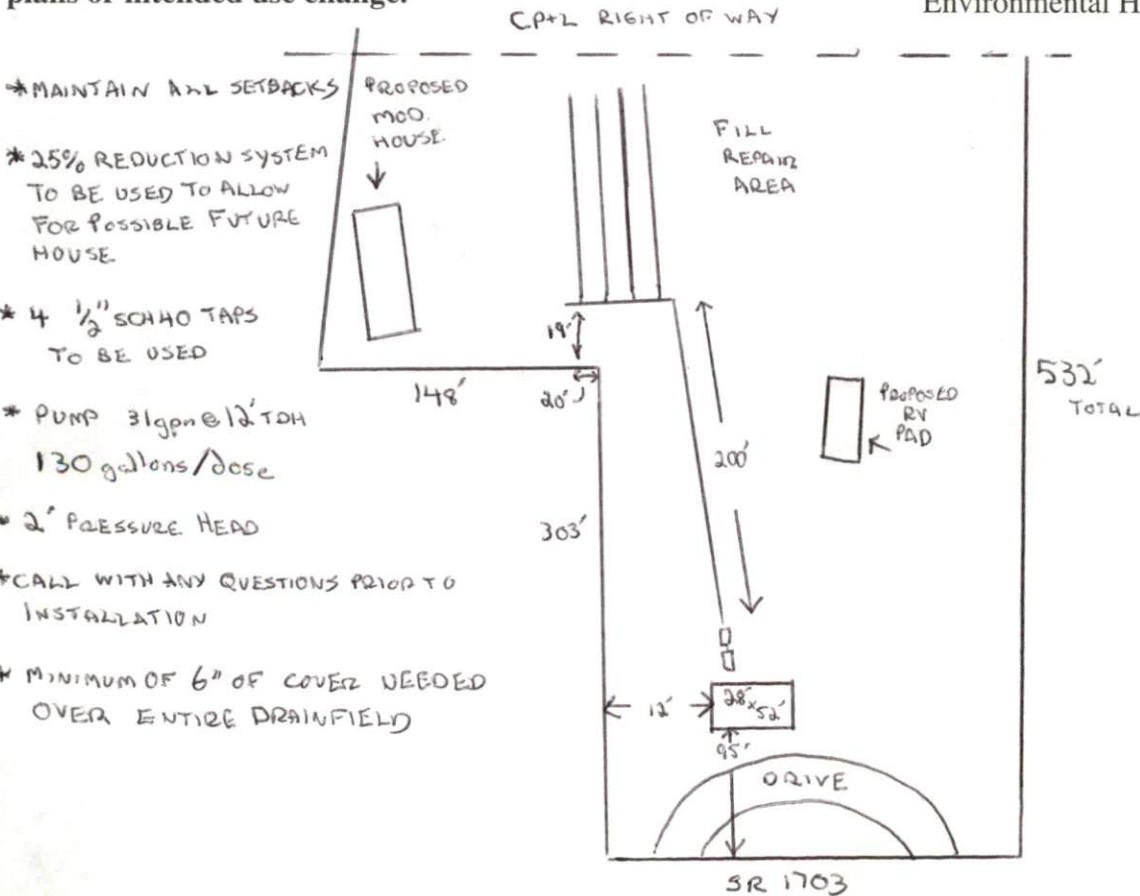 plans or intended use change.
Environmental H
CP+L RIGHT OF WAY
*MAINTAIN ALL SETBACKS
PROPOSED
MOD.
HOUSE
FILL
REPAIR
AREA
*25% REDUCTION SYSTEM
TO BE USED TO ALLOW
FOR POSSIBLE FUTURE
HOUSE
* 4 1/2" SCH40 TAPS
TO BE USED
19'
148'
20'
532'
TOTAL
PROPOSED
RV
PAD
* PUMP 31gpm@12' TDH
130 gallons/dose
200'
2' PRESSURE HEAD
303'
*CALL WITH ANY QUESTIONS PRIOR TO
INSTALLATION
* MINIMUM OF 6" OF COVER NEEDED
OVER ENTIRE DRAINFIELD
12'
28'x52'
95'
DRIVE
SR 1703